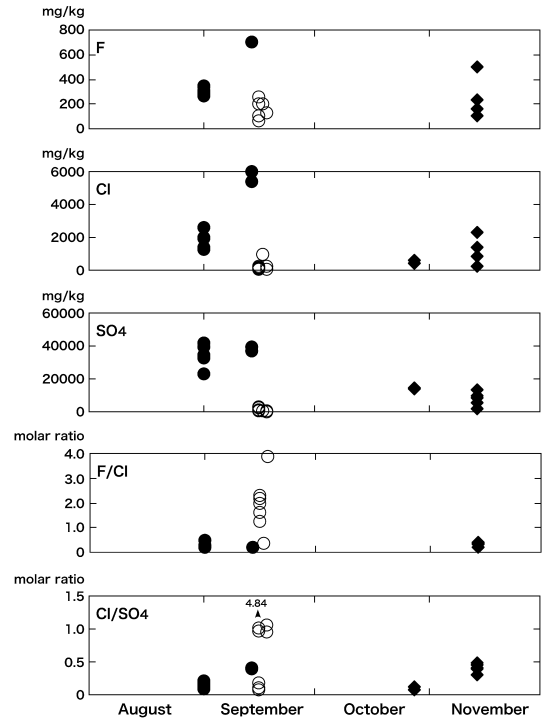 mg/kg
800
F
600
400
200
0
mg/kg
6000
Cl
4000
2000
0
mg/kg
60000
SO4
40000
20000
0
molar ratio
4.0
F/Cl
3.0
2.0
1.0
0
molar ratio
1.5
4.84
Cl/SO4
1.0
0.5
0
August September October November